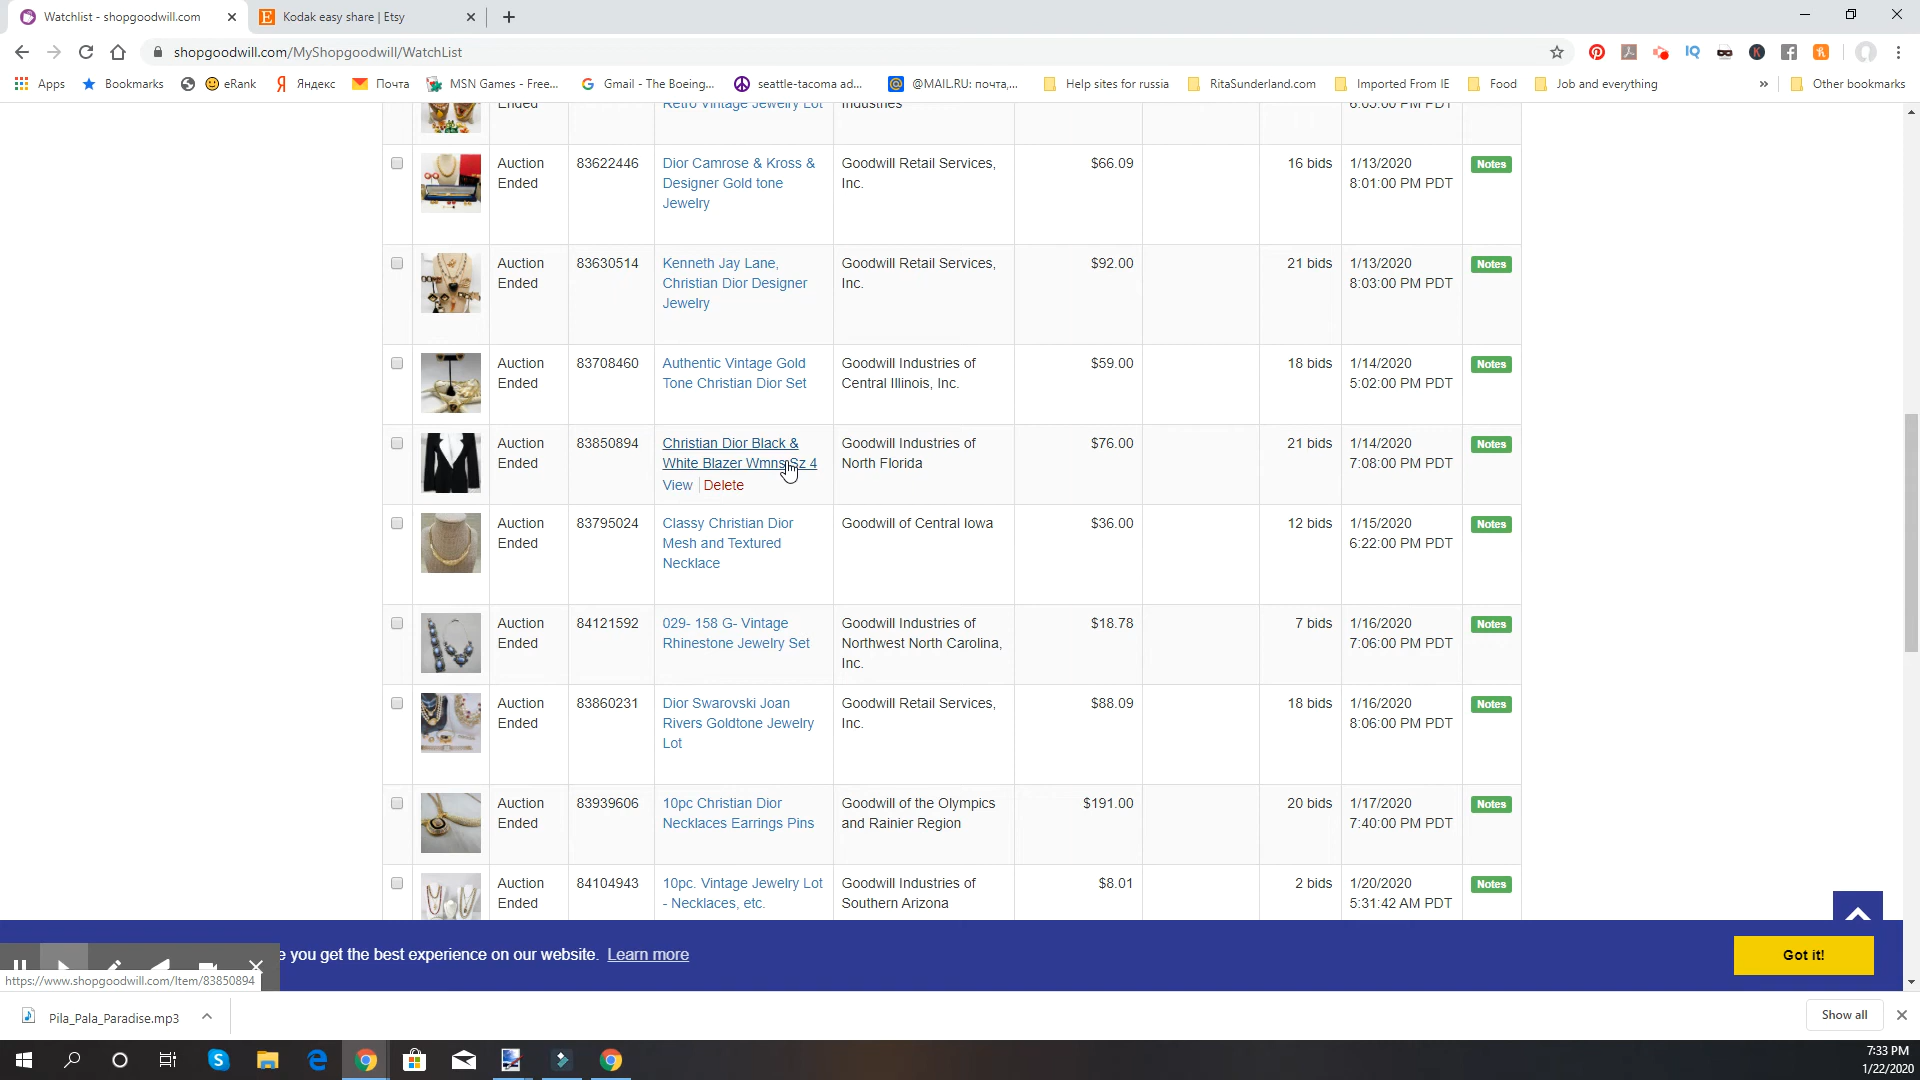 Watchlist - shopgoodwill.com
Kodak easy share | Etsy
shopgoodwill.com/MyShopgoodwill/WatchList
Apps Bookmarks eRank Яндекс Почта MSN Games - Free... Gmail - The Boeing... seattle-tacoma ad... @MAIL.RU: почта,... Help sites for russia RitaSunderland.com Imported From IE Food Job and everything » Other bookmarks
Ended Retro Vintage Jewelry Lot Industries 6:05:00 PM PDT
Auction 83622446 Dior Camrose & Kross & Goodwill Retail Services, $66.09 16 bids 1/13/2020 Notes
Ended Designer Gold tone Inc. 8:01:00 PM PDT
Jewelry
Auction 83630514 Kenneth Jay Lane, Goodwill Retail Services, $92.00 21 bids 1/13/2020 Notes
Ended Christian Dior Designer Inc. 8:03:00 PM PDT
Jewelry
Auction 83708460 Authentic Vintage Gold Goodwill Industries of $59.00 18 bids 1/14/2020 Notes
Ended Tone Christian Dior Set Central Illinois, Inc. 5:02:00 PM PDT
Auction 83850894 Christian Dior Black & Goodwill Industries of $76.00 21 bids 1/14/2020 Notes
Ended White Blazer Wmns Sz 4 North Florida 7:08:00 PM PDT
View Delete
Auction 83795024 Classy Christian Dior Goodwill of Central Iowa $36.00 12 bids 1/15/2020 Notes
Ended Mesh and Textured 6:22:00 PM PDT
Necklace
Auction 84121592 029- 158 G- Vintage Goodwill Industries of $18.78 7 bids 1/16/2020 Notes
Ended Rhinestone Jewelry Set Northwest North Carolina, 7:06:00 PM PDT
Inc.
Auction 83860231 Dior Swarovski Joan Goodwill Retail Services, $88.09 18 bids 1/16/2020 Notes
Ended Rivers Goldtone Jewelry Inc. 8:06:00 PM PDT
Lot
Auction 83939606 10pc Christian Dior Goodwill of the Olympics $191.00 20 bids 1/17/2020 Notes
Ended Necklaces Earrings Pins and Rainier Region 7:40:00 PM PDT
Auction 84104943 10pc. Vintage Jewelry Lot Goodwill Industries of $8.01 2 bids 1/20/2020 Notes
Ended - Necklaces, etc. Southern Arizona 5:31:42 AM PDT
e you get the best experience on our website. Learn more Got it!
https://www.shopgoodwill.com/Item/83850894
Pila_Pala_Paradise.mp3 Show all
7:33 PM
1/22/2020